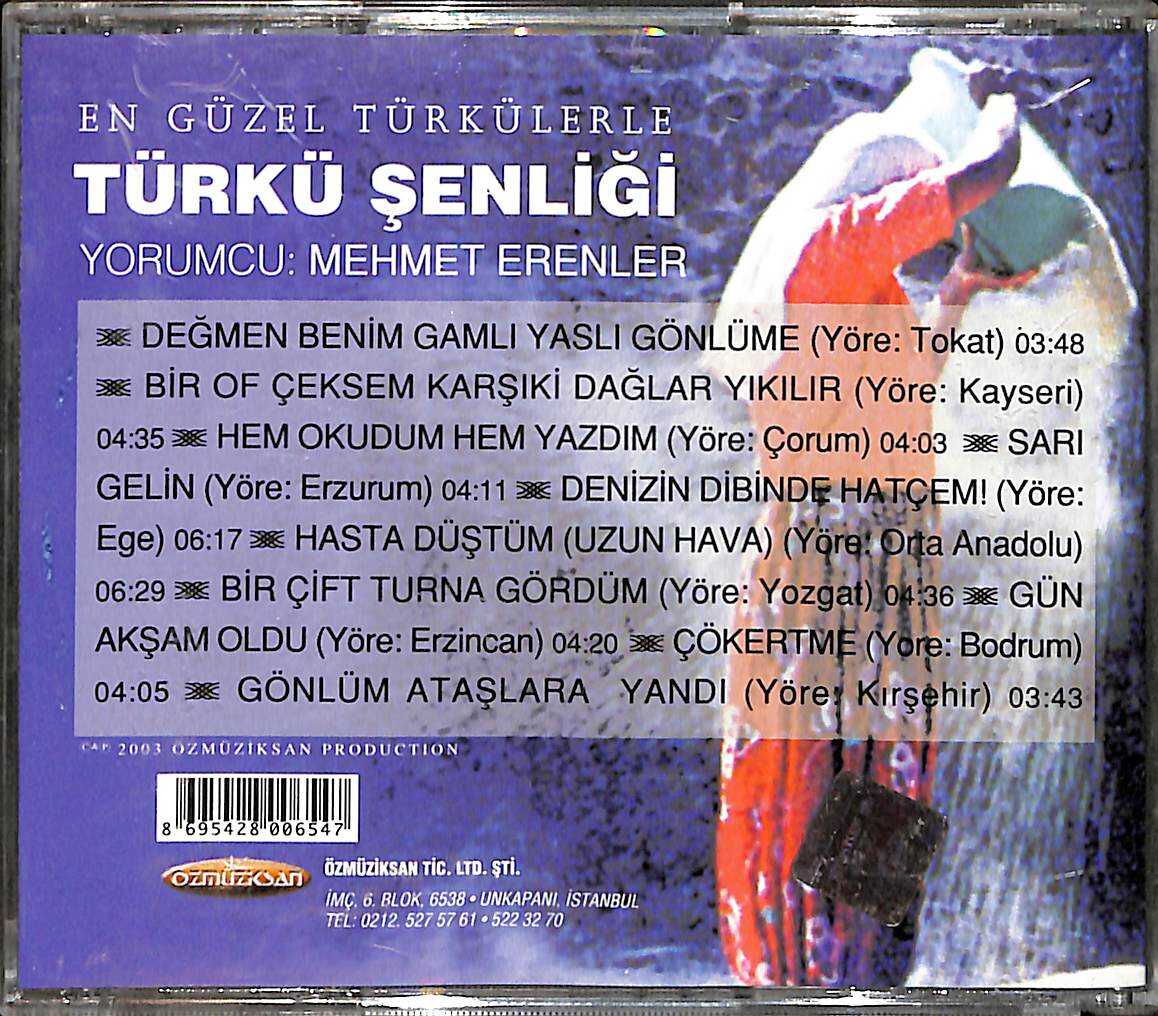 EN GÜZEL TÜRKÜLERLE
TÜRKÜ ŞENLİĞİ
YORUMCU: MEHMET ERENLER
DEĞMEN BENİM GAMLI YASLI GÖNLÜME (Yöre: Tokat) 03:48
BİR OF ÇEKSEM KARŞIKİ DAĞLAR YIKILIR (Yöre: Kayseri)
04:35 HEM OKUDUM HEM YAZDIM (Yöre: Çorum) 04:03 SARI
GELİN (Yöre: Erzurum) 04:11 DENİZİN DİBİNDE HATÇEM! (Yöre:
Ege) 06:17 HASTA DÜŞTÜM (UZUN HAVA) (Yöre: Orta Anadolu)
06:29 BİR ÇİFT TURNA GÖRDÜM (Yöre: Yozgat) 04:36 GÜN
AKŞAM OLDU (Yöre: Erzincan) 04:20 ÇÖKERTME (Yöre: Bodrum)
04:05 GÖNLÜM ATAŞLARA YANDI (Yöre: Kırşehir) 03:43
C&P 2003 ÖZMÜZİKSAN PRODUCTION
8 695428 006547
ÖZMÜZİKSAN
ÖZMÜZİKSAN TİC. LTD. ŞTİ.
İMÇ, 6. BLOK, 6538 • UNKAPANI, İSTANBUL
TEL: 0212. 527 57 61 • 522 32 70